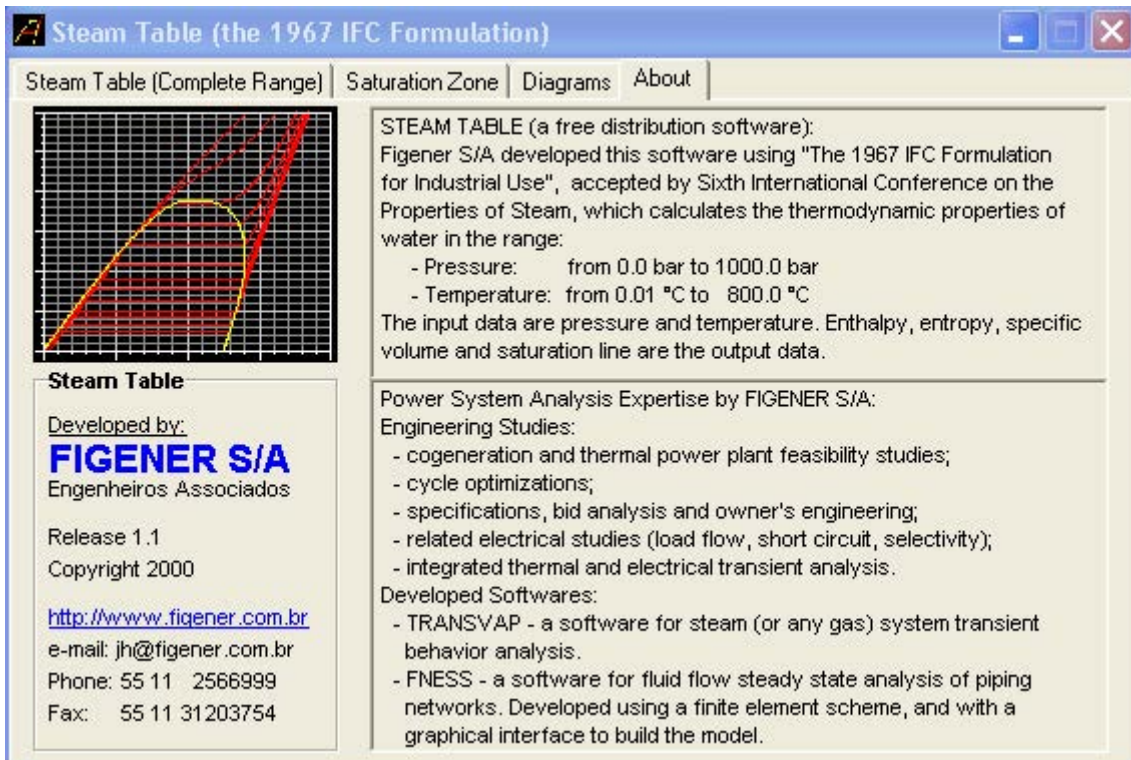 Steam Table (the 1967 IFC Formulation)
Steam Table (Complete Range)
Saturation Zone
Diagrams
About
STEAM TABLE (a free distribution software):
Figener S/A developed this software using "The 1967 IFC Formulation
for Industrial Use", accepted by Sixth International Conference on the
Properties of Steam, which calculates the thermodynamic properties of
water in the range:
- Pressure: from 0.0 bar to 1000.0 bar
- Temperature: from 0.01 °C to 800.0 °C
The input data are pressure and temperature. Enthalpy, entropy, specific
volume and saturation line are the output data.
Steam Table
Developed by:
FIGENER S/A
Engenheiros Associados
Release 1.1
Copyright 2000
http://www.figener.com.br
e-mail: jh@figener.com.br
Phone: 55 11 2566999
Fax: 55 11 31203754
Power System Analysis Expertise by FIGENER S/A:
Engineering Studies:
- cogeneration and thermal power plant feasibility studies;
- cycle optimizations;
- specifications, bid analysis and owner's engineering;
- related electrical studies (load flow, short circuit, selectivity);
- integrated thermal and electrical transient analysis.
Developed Softwares:
- TRANSVAP - a software for steam (or any gas) system transient
behavior analysis.
- FNESS - a software for fluid flow steady state analysis of piping
networks. Developed using a finite element scheme, and with a
graphical interface to build the model.